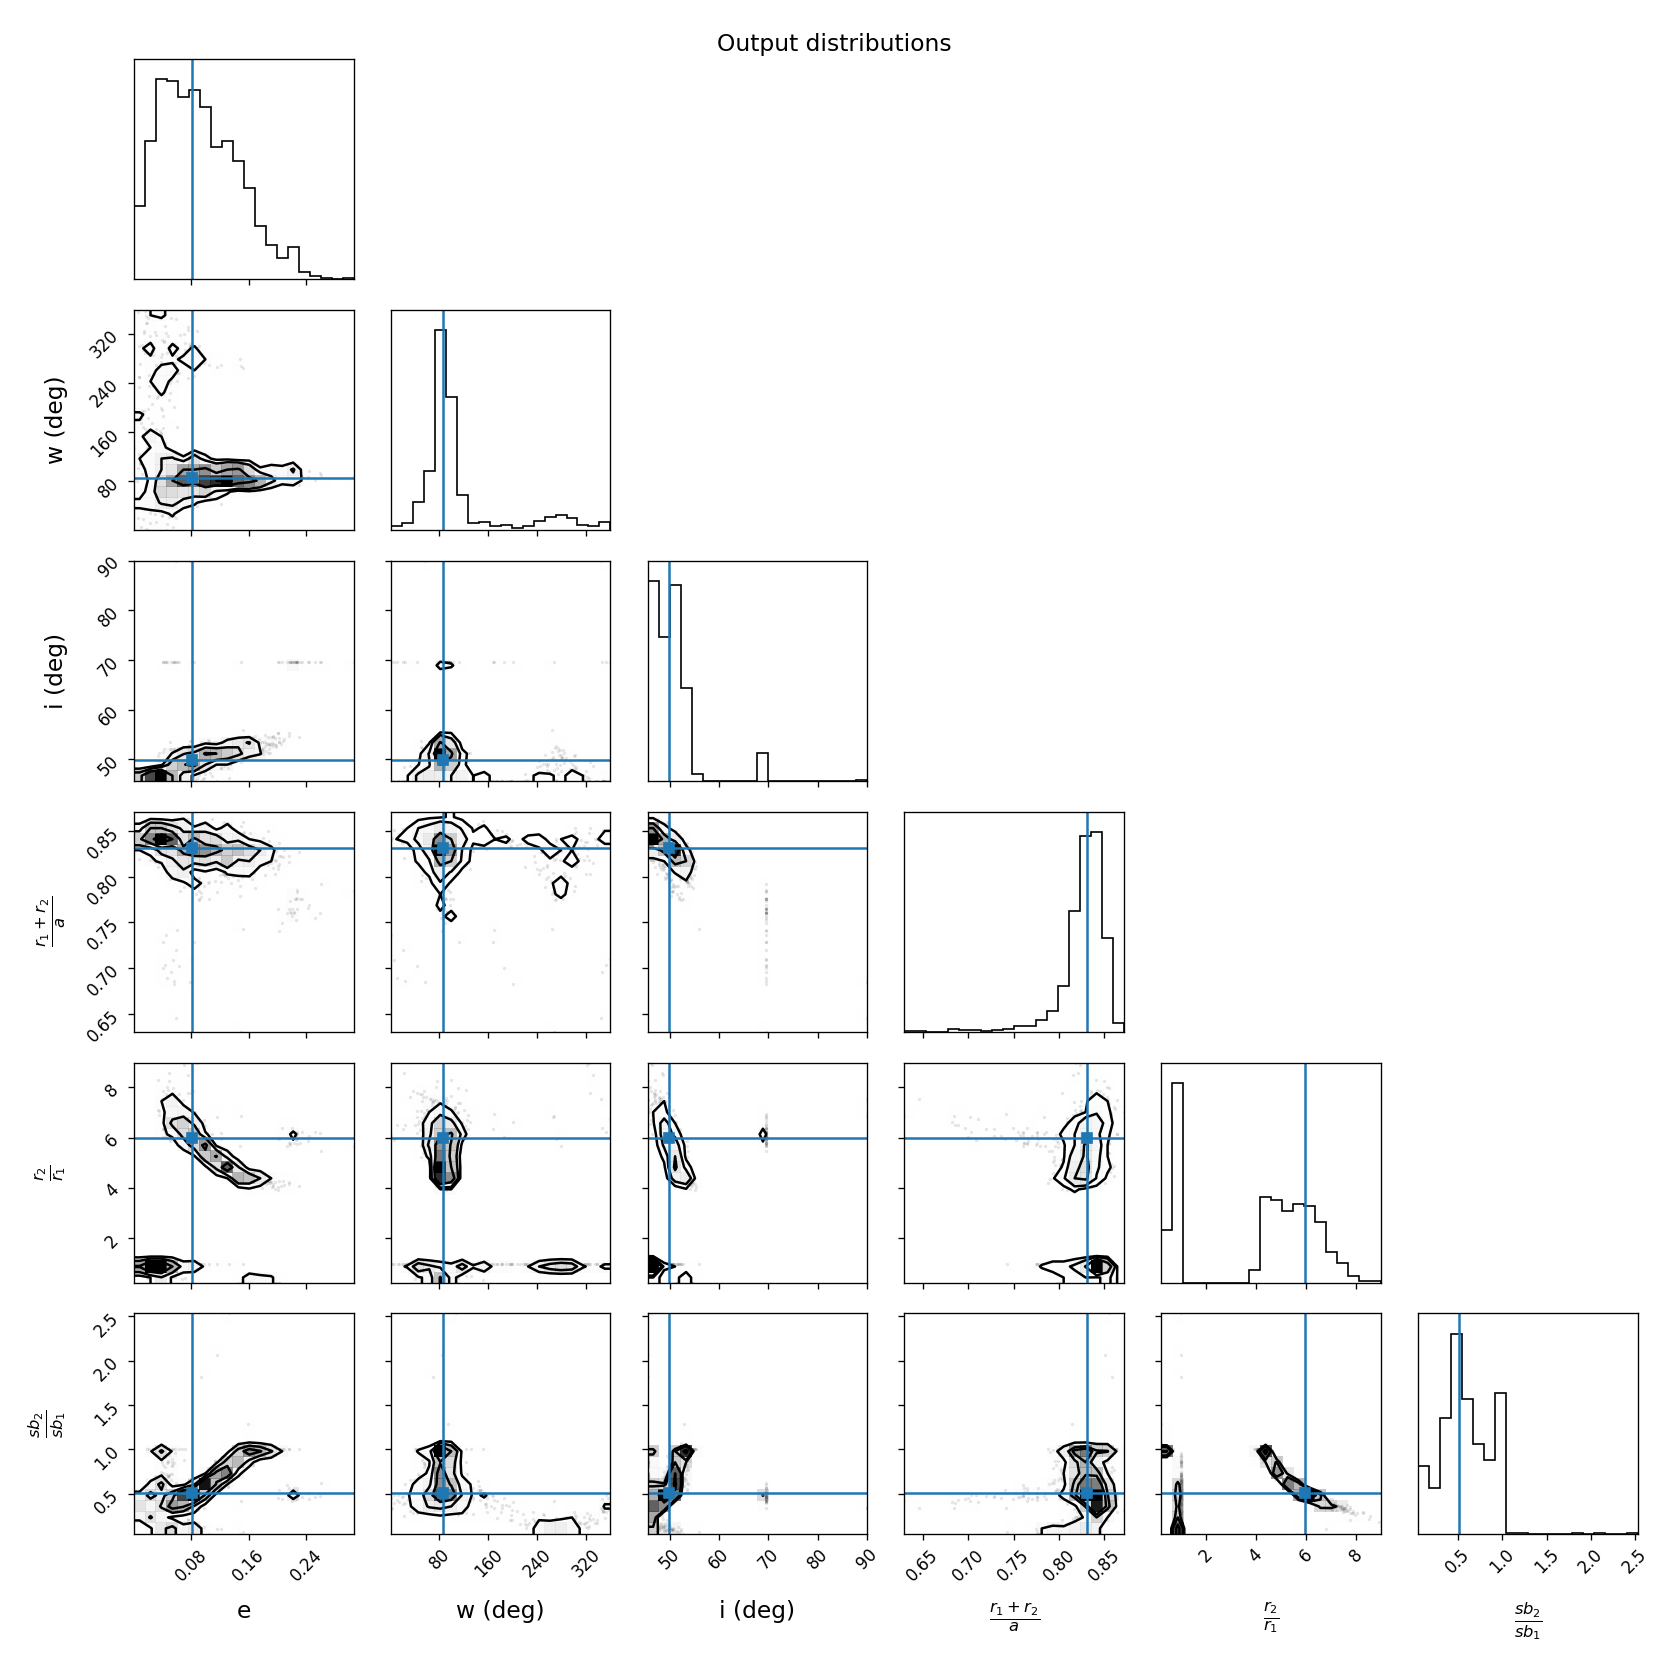 Output distributions
w (deg)
320
240
160
80
i (deg)
90
80
70
60
50
r₁ + r₂
a
0.85
0.80
0.75
0.70
0.65
r₂
r₁
8
6
4
2
sb₂
sb₁
2.5
2.0
1.5
1.0
0.5
0.08 0.16 0.24
80 160 240 320
50 60 70 80 90
0.65 0.70 0.75 0.80 0.85
2 4 6 8
0.5 1.0 1.5 2.0 2.5
e
w (deg)
i (deg)
r₁ + r₂
a
r₂
r₁
sb₂
sb₁